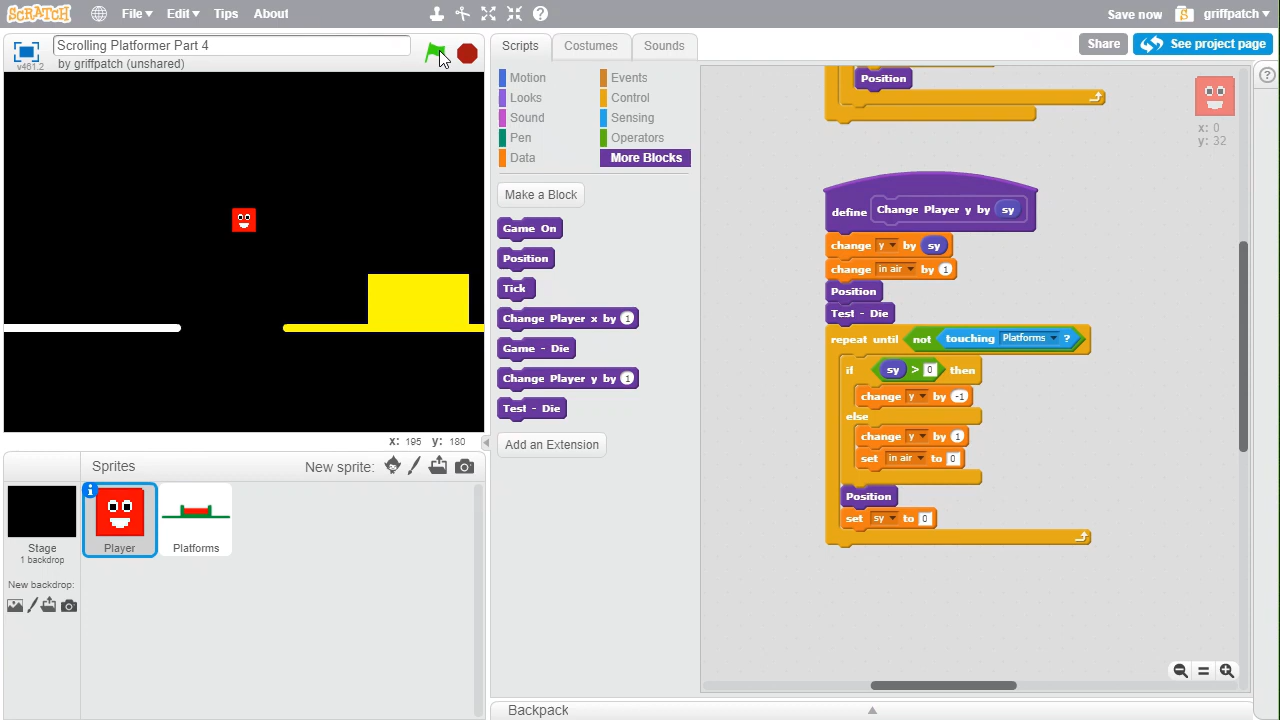 SCRATCH
File
Edit
Tips
About
Save now
griffpatch
v461.2
Scrolling Platformer Part 4
by griffpatch (unshared)
Scripts
Costumes
Sounds
Share
See project page
Motion
Looks
Sound
Pen
Data
Events
Control
Sensing
Operators
More Blocks
Make a Block
Game On
Position
Tick
Change Player x by 1
Game - Die
Change Player y by 1
Test - Die
Add an Extension
Position
define Change Player y by sy
change y by sy
change in air by 1
Position
Test - Die
repeat until not touching Platforms ?
if sy > 0 then
change y by -1
else
change y by 1
set in air to 0
Position
set sy to 0
x: 0
y: 32
?
x: 195 y: 180
Sprites
New sprite:
Stage
1 backdrop
New backdrop:
i
Player
Platforms
Backpack